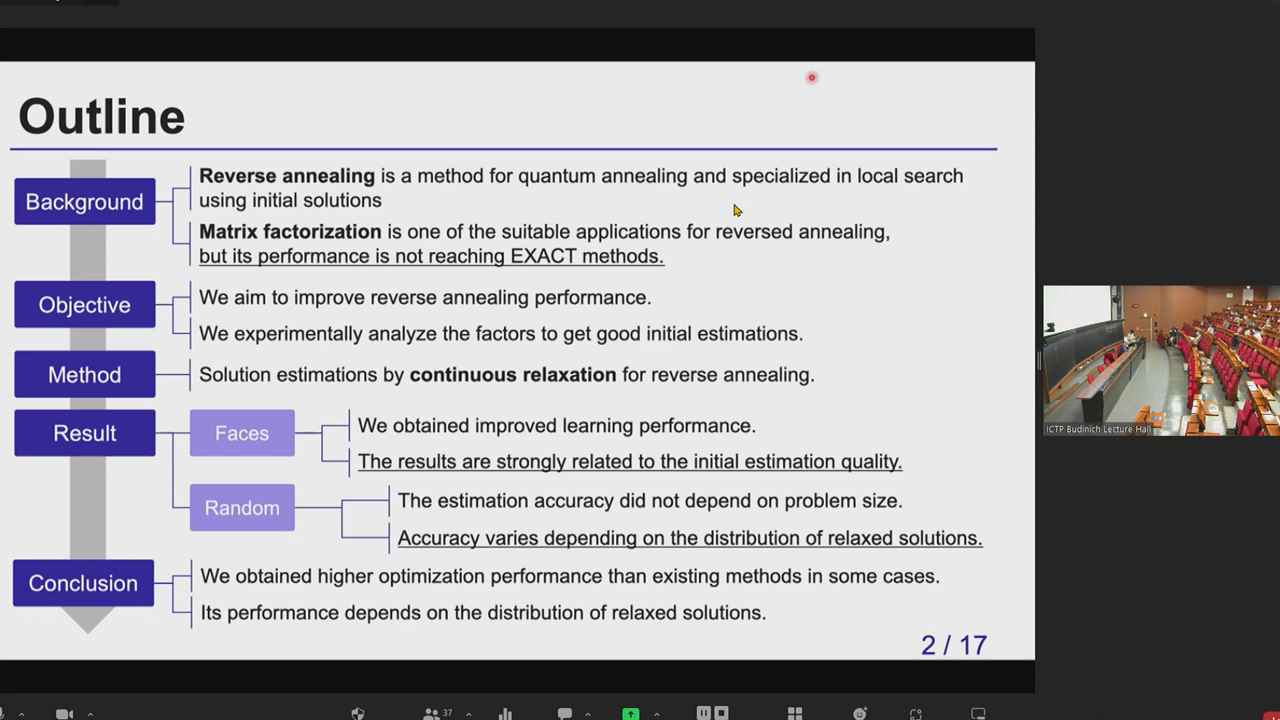 Outline
Background
Reverse annealing is a method for quantum annealing and specialized in local search
using initial solutions
Matrix factorization is one of the suitable applications for reversed annealing,
but its performance is not reaching EXACT methods.
Objective
We aim to improve reverse annealing performance.
We experimentally analyze the factors to get good initial estimations.
Method
Solution estimations by continuous relaxation for reverse annealing.
Result
Faces
We obtained improved learning performance.
The results are strongly related to the initial estimation quality.
Random
The estimation accuracy did not depend on problem size.
Accuracy varies depending on the distribution of relaxed solutions.
Conclusion
We obtained higher optimization performance than existing methods in some cases.
Its performance depends on the distribution of relaxed solutions.
2 / 17
ICTP Budinich Lecture Hall
37